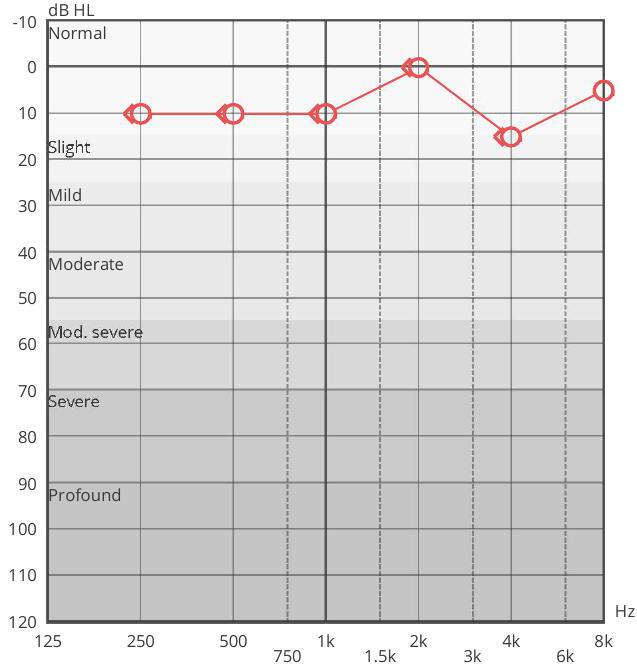 dB HL
-10
Normal
0
10
Slight
20
Mild
30
40
Moderate
50
Mod. severe
60
70
Severe
80
90
Profound
100
110
120
Hz
125 250 500 1k 2k 4k 8k
750 1.5k 3k 6k